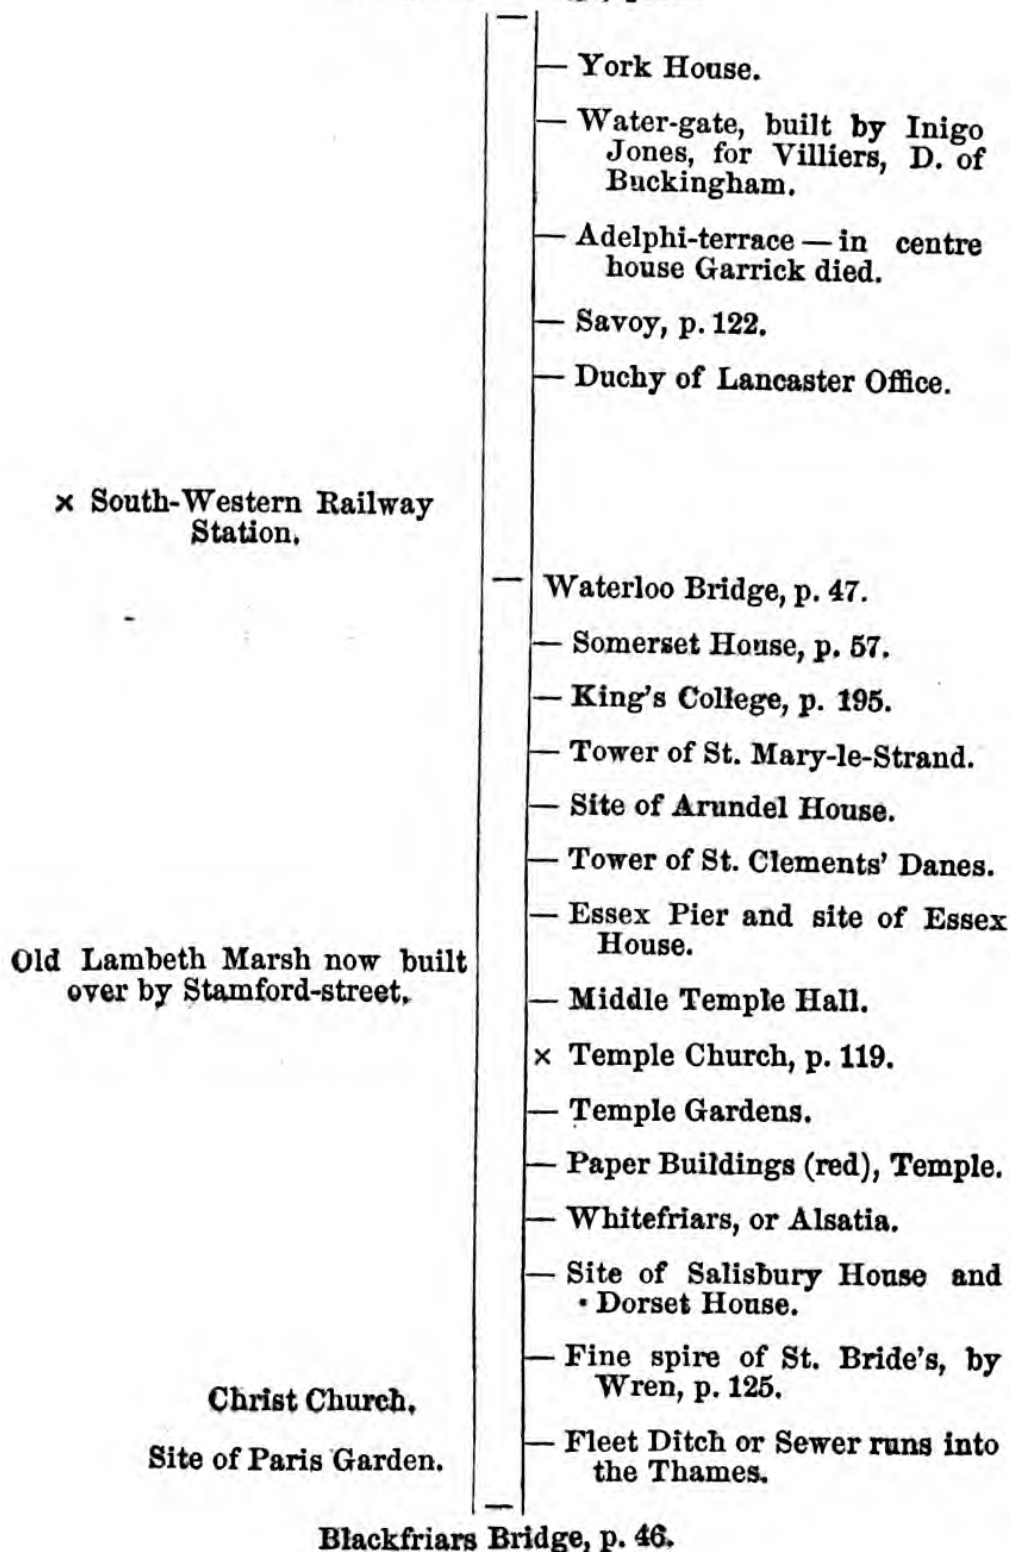 — York House.
— Water-gate, built by Inigo
Jones, for Villiers, D. of
Buckingham.
— Adelphi-terrace — in centre
house Garrick died.
— Savoy, p. 122.
— Duchy of Lancaster Office.
× South-Western Railway
Station.
— Waterloo Bridge, p. 47.
— Somerset House, p. 57.
— King's College, p. 195.
— Tower of St. Mary-le-Strand.
— Site of Arundel House.
— Tower of St. Clements' Danes.
— Essex Pier and site of Essex
House.
Old Lambeth Marsh now built
over by Stamford-street.
— Middle Temple Hall.
× Temple Church, p. 119.
— Temple Gardens.
— Paper Buildings (red), Temple.
— Whitefriars, or Alsatia.
— Site of Salisbury House and
Dorset House.
— Fine spire of St. Bride's, by
Wren, p. 125.
Christ Church.
— Fleet Ditch or Sewer runs into
the Thames.
Site of Paris Garden.
Blackfriars Bridge, p. 46.